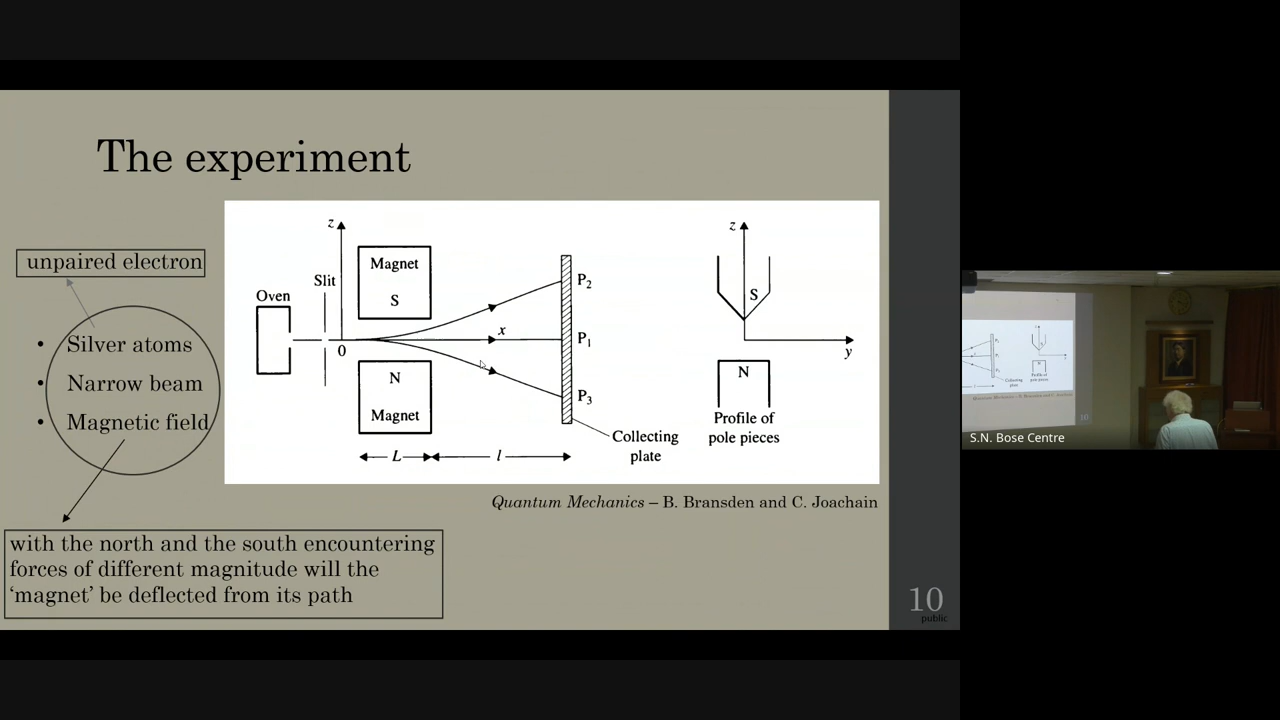 The experiment
unpaired electron
• Silver atoms
• Narrow beam
• Magnetic field
z
Magnet
S
Slit
Oven
P2
x
P1
0
N
Magnet
P3
Collecting
plate
L
l
z
S
y
N
Profile of
pole pieces
Quantum Mechanics – B. Bransden and C. Joachain
with the north and the south encountering
forces of different magnitude will the
‘magnet’ be deflected from its path
10
public
S.N. Bose Centre